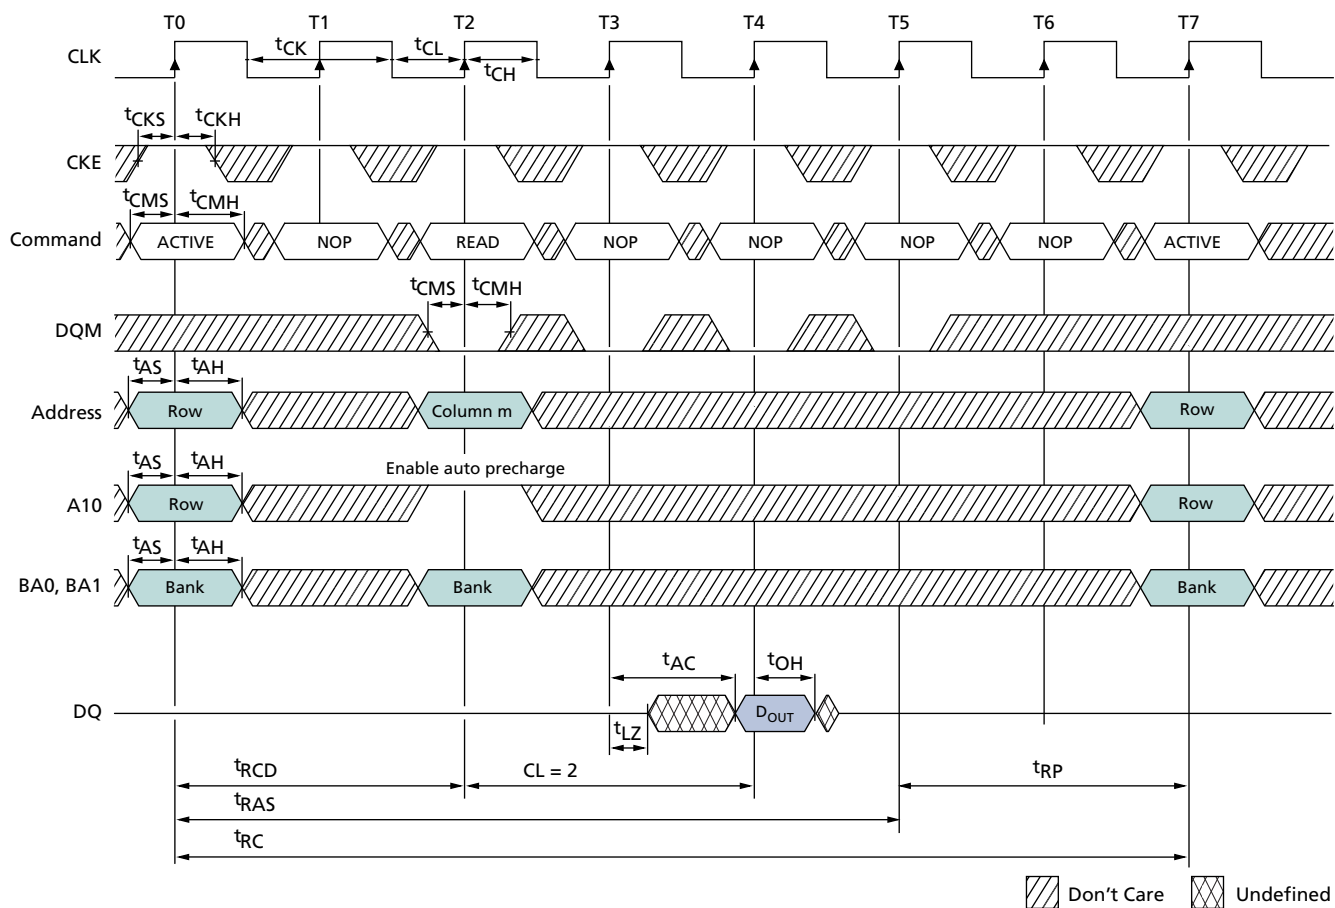 T0 T1 T2 T3 T4 T5 T6 T7
CLK tCK tCL tCH
tCKS tCKH
CKE
tCMS tCMH
Command ACTIVE NOP READ NOP NOP NOP NOP ACTIVE
tCMS tCMH
DQM
tAS tAH
Address Row Column m Row
tAS tAH Enable auto precharge
A10 Row Row
tAS tAH
BA0, BA1 Bank Bank Bank
tAC tOH
DQ DOUT
tLZ
tRCD CL = 2 tRP
tRAS
tRC
Don't Care Undefined